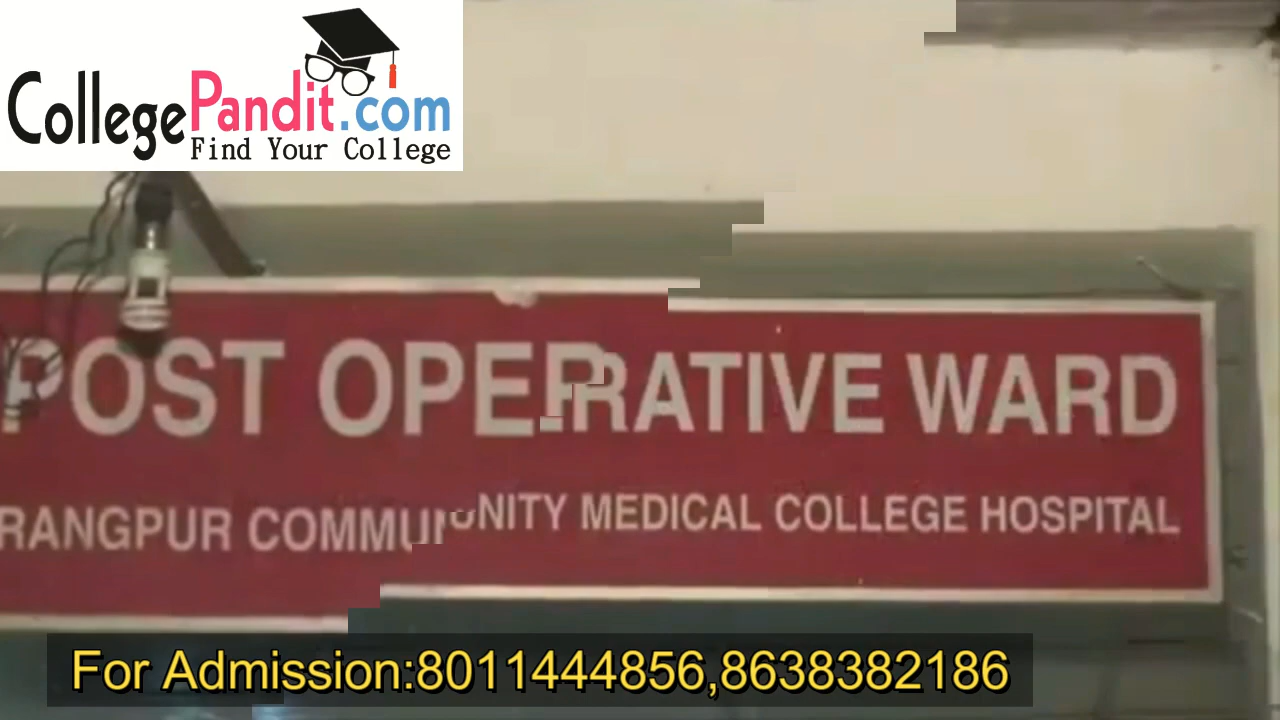 CollegePandit.com
Find Your College
POST OPERATIVE WARD
RANGPUR COMMUNITY MEDICAL COLLEGE HOSPITAL
For Admission:8011444856,8638382186